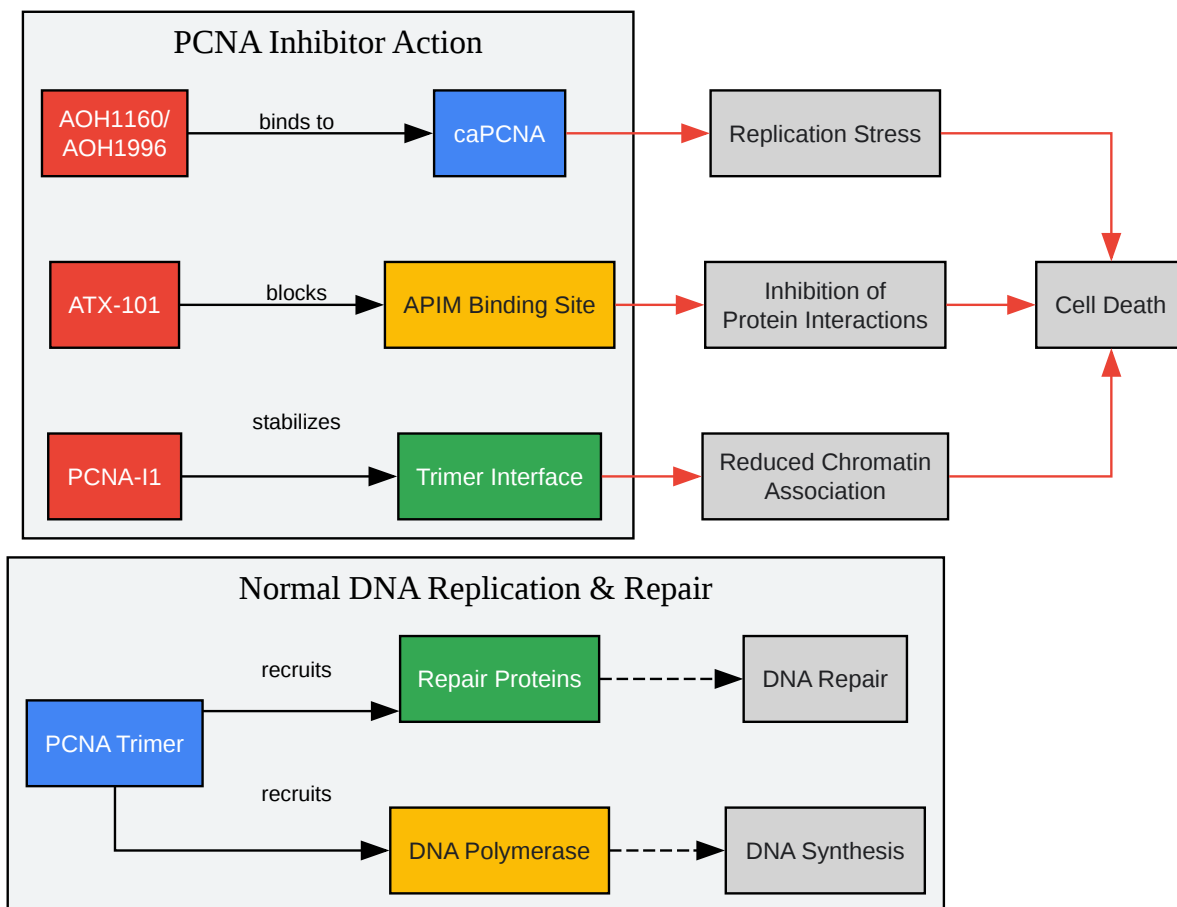 PCNA Inhibitor Action
AOH1160/
AOH1996
binds to
caPCNA
Replication Stress
ATX-101
blocks
APIM Binding Site
Inhibition of
Protein Interactions
Cell Death
PCNA-I1
stabilizes
Trimer Interface
Reduced Chromatin
Association
Normal DNA Replication & Repair
PCNA Trimer
recruits
Repair Proteins
DNA Repair
recruits
DNA Polymerase
DNA Synthesis